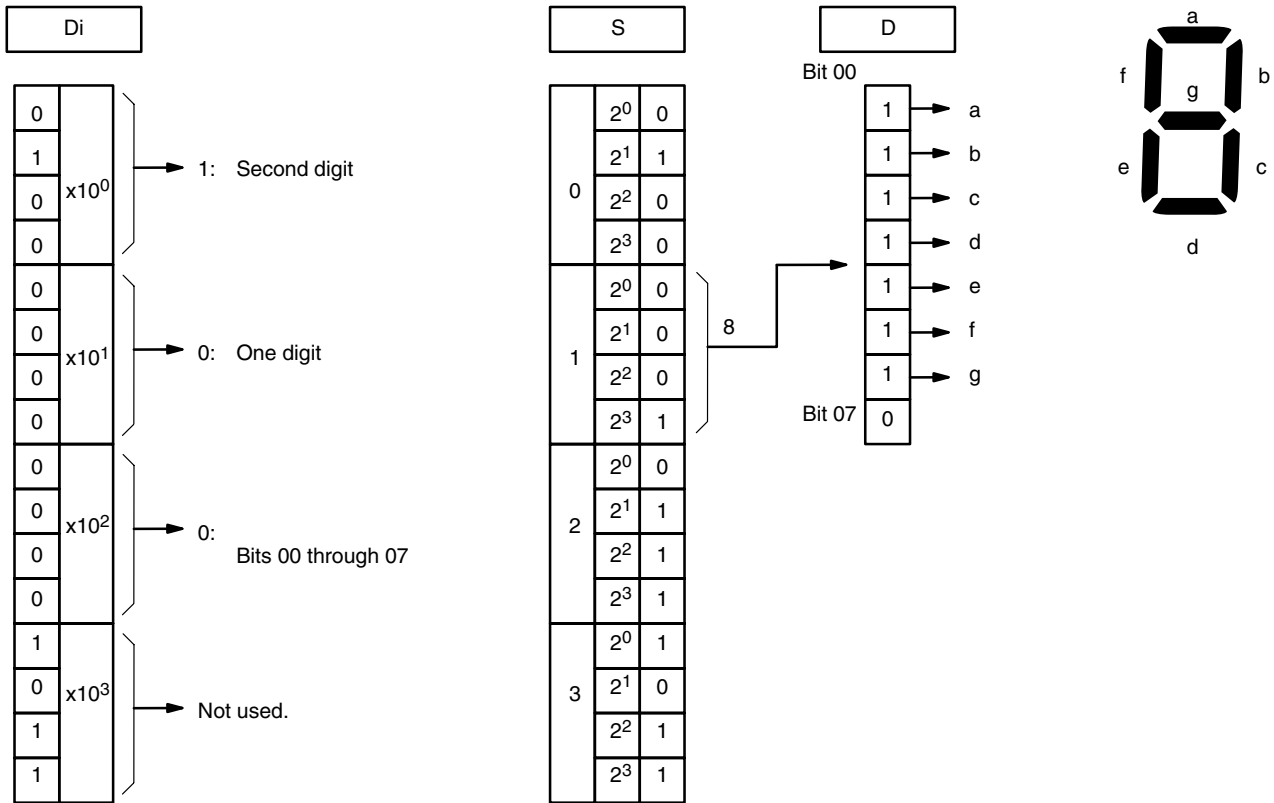 Di S D a
Bit 00 f g b
0 2⁰ 0 1 a
1 1: Second digit 2¹ 1 1 b
x10⁰ 0
0 2² 0 1 c e c
0 2³ 0 1 d d
0 2⁰ 0 1 e
0 2¹ 0 8 1 f
x10¹ 0: One digit 1
0 2² 0 1 g
0 2³ 1 Bit 07 0
0 2⁰ 0
0 2¹ 1
x10² 0: 2
0 Bits 00 through 07 2² 1
0 2³ 1
1 2⁰ 1
0 x10³ 2¹ 0
Not used. 3
1 2² 1
1 2³ 1